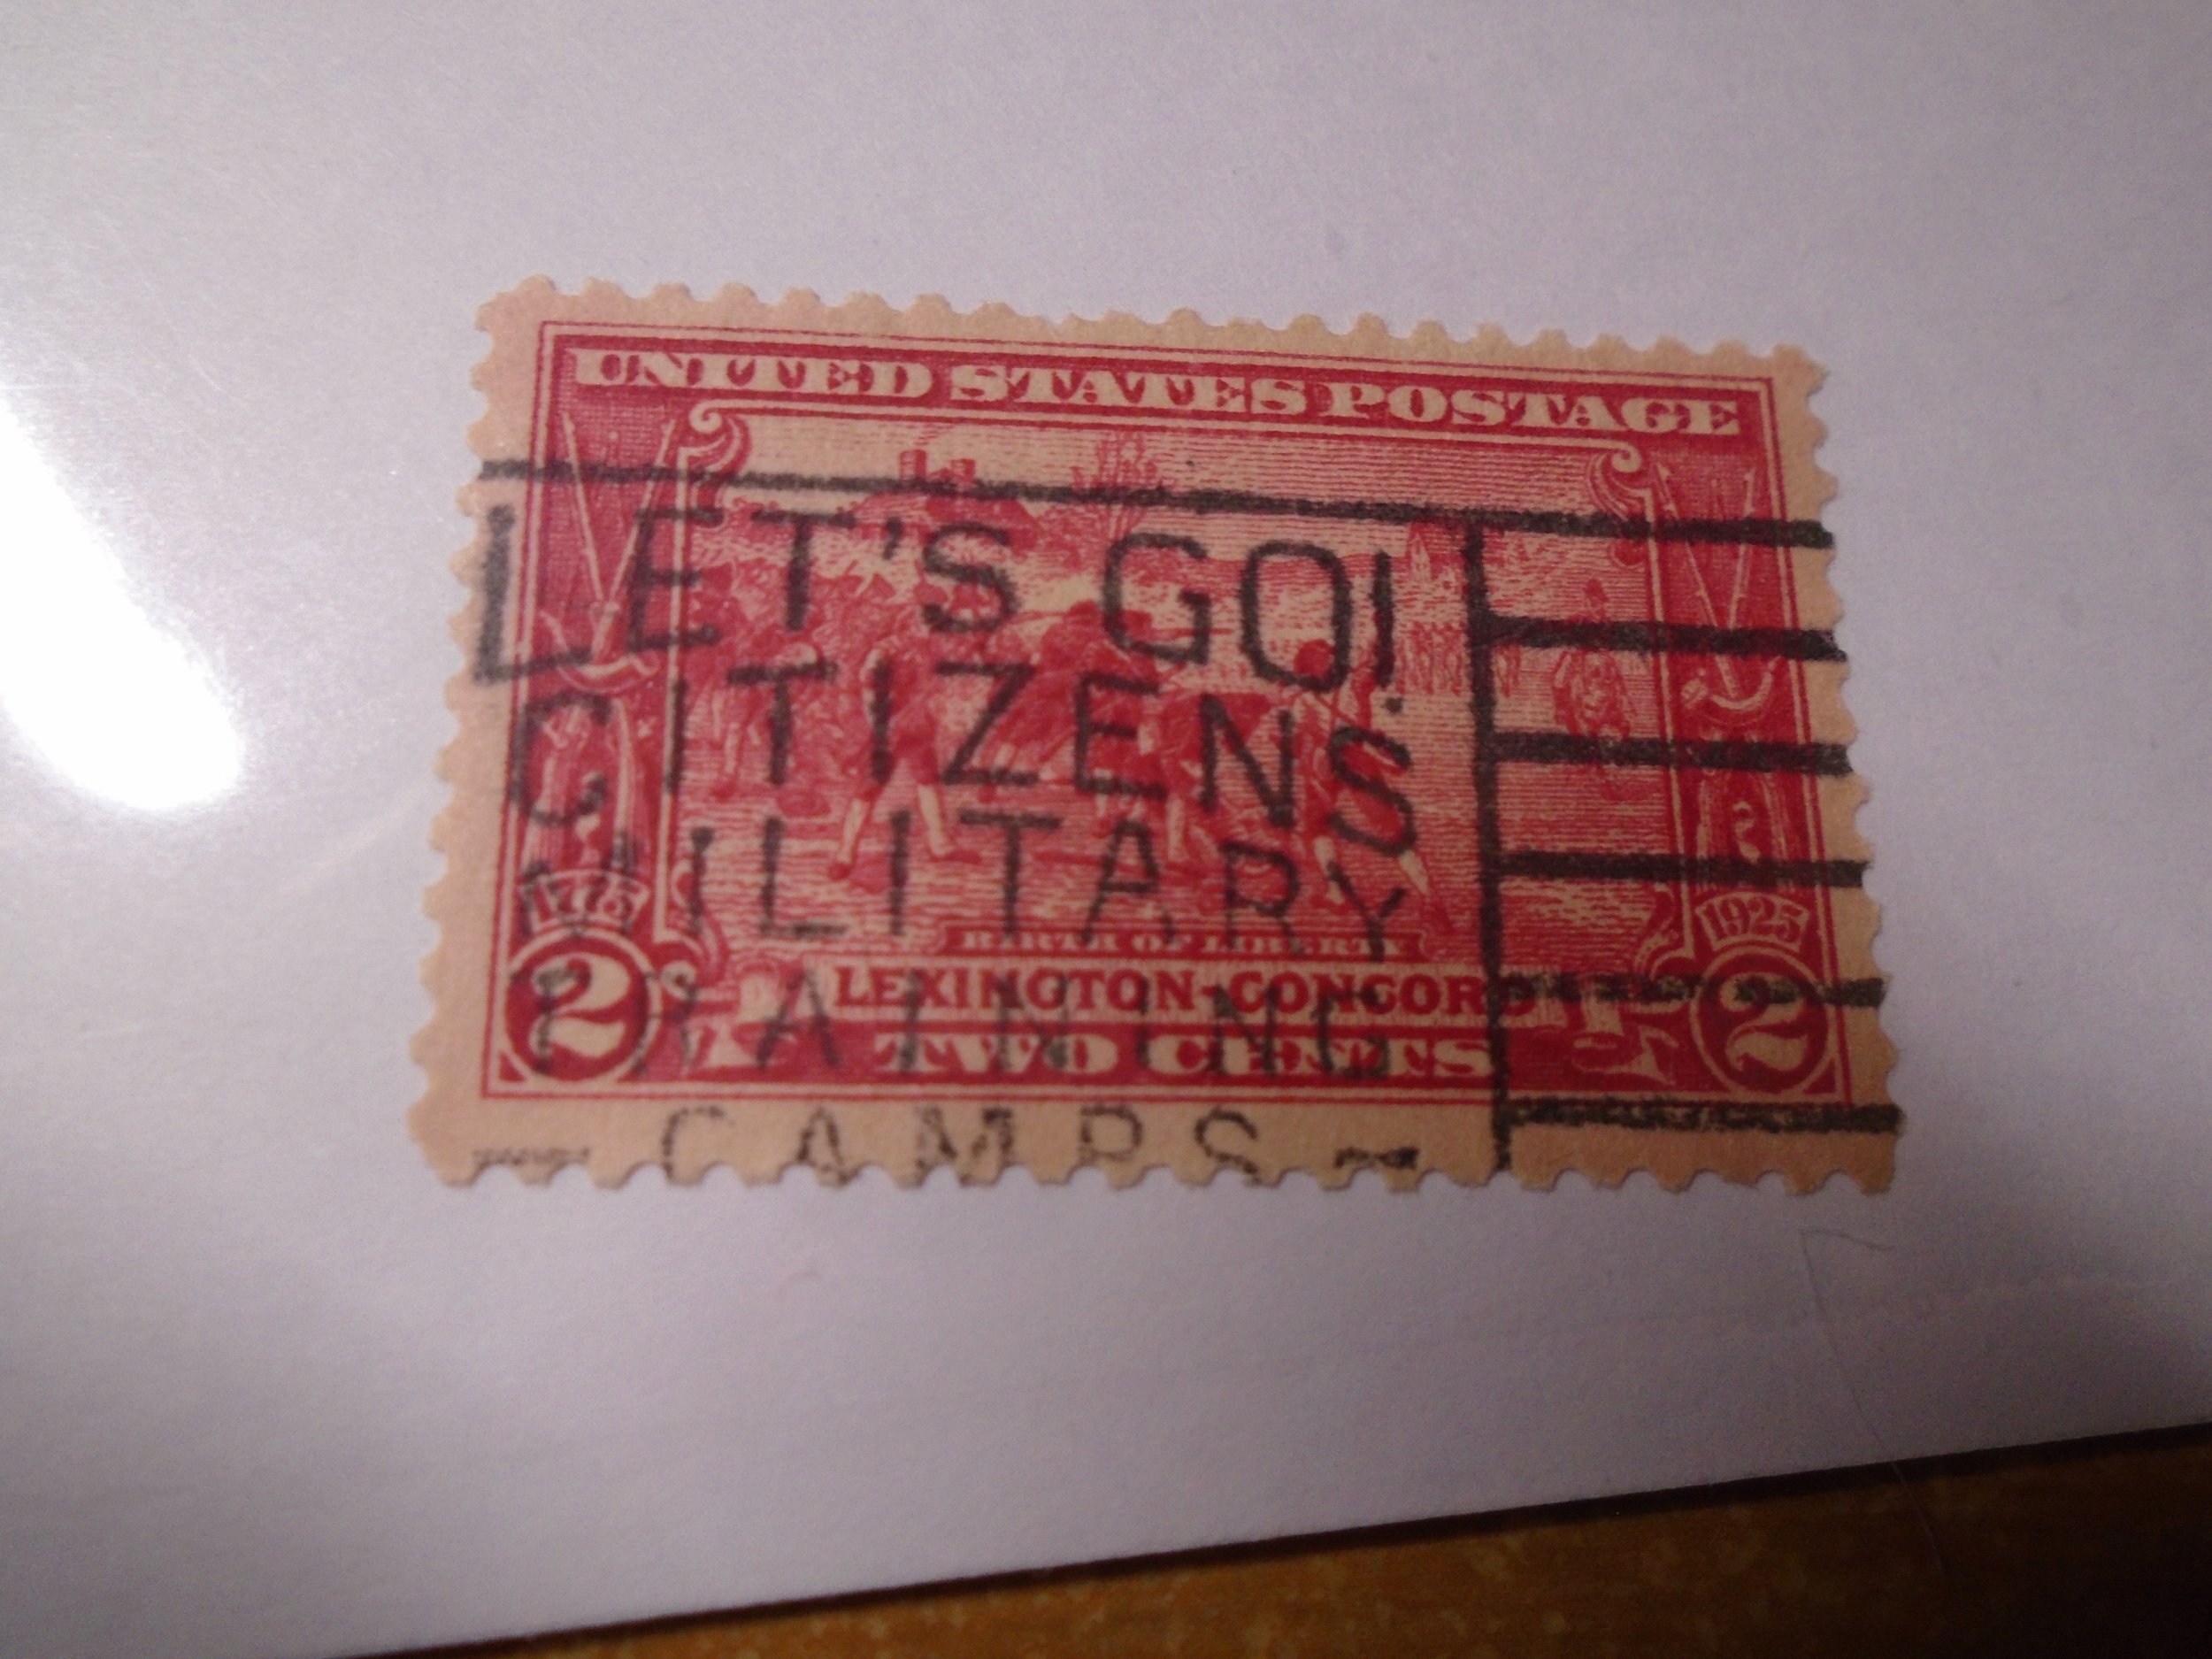 UNITED STATES POSTAGE
LET'S GO!
CITIZENS
MILITARY
TRAINING
CAMPS
1775
1925
BIRTH OF LIBERTY
LEXINGTON-CONCORD
2 TWO CENTS 2